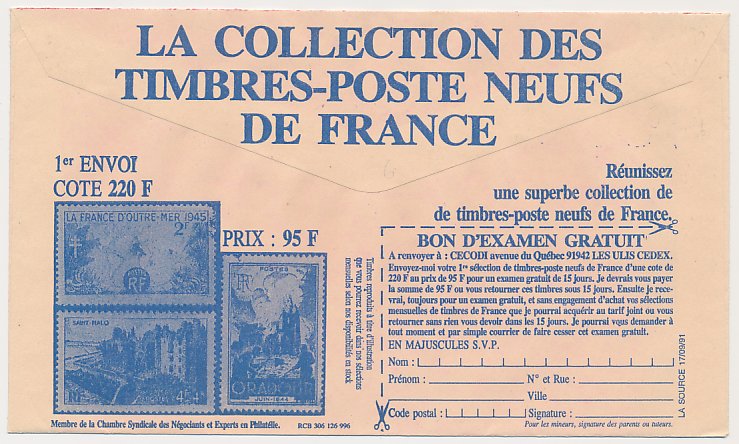 LA COLLECTION DES
TIMBRES-POSTE NEUFS
DE FRANCE
1er ENVOI
COTE 220 F
Réunissez
une superbe collection de
de timbres-poste neufs de France.
LA FRANCE D'OUTRE-MER 1945
2F
RF
PRIX : 95 F
SAINT-MALO
RF
POSTES
4F+
POSTES
RF
ORADOUR
JUIN-1944
Timbres reproduits à titre d'illustration
que vous pourrez recevoir dans nos sélections
mensuelles selon nos disponibilités en stock
BON D'EXAMEN GRATUIT
A renvoyer à : CECODI avenue du Québec 91942 LES ULIS CEDEX.
Envoyez-moi votre 1re sélection de timbres-poste neufs de France d'une cote de
220 F au prix de 95 F pour un examen gratuit de 15 jours. Je devrais vous payer
la somme de 95 F ou vous retourner ces timbres sous 15 jours. Ensuite je rece-
vrai, toujours pour un examen gratuit, et sans engagement d'achat vos sélections
mensuelles de timbres de France que je pourrai acquérir au tarif joint ou vous
retourner sans rien vous devoir dans les 15 jours. Je pourrai vous demander à
tout moment et par simple courrier de faire cesser cet examen gratuit.
EN MAJUSCULES S.V.P.
Nom :
Prénom : N° et Rue :
Ville
Code postal : Signature :
Pour les mineurs, signature des parents ou tuteurs.
LA SOURCE 17/09/91
Membre de la Chambre Syndicale des Négociants et Experts en Philatélie. RCB 306 126 996